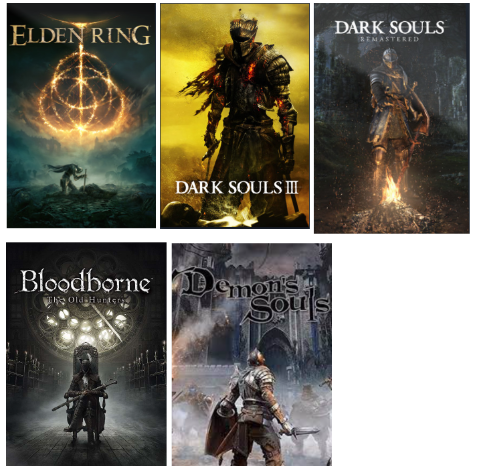 ELDEN RING
DARK SOULS III
DARK SOULS
REMASTERED
Bloodborne
The Old Hunters
Demon's
Souls